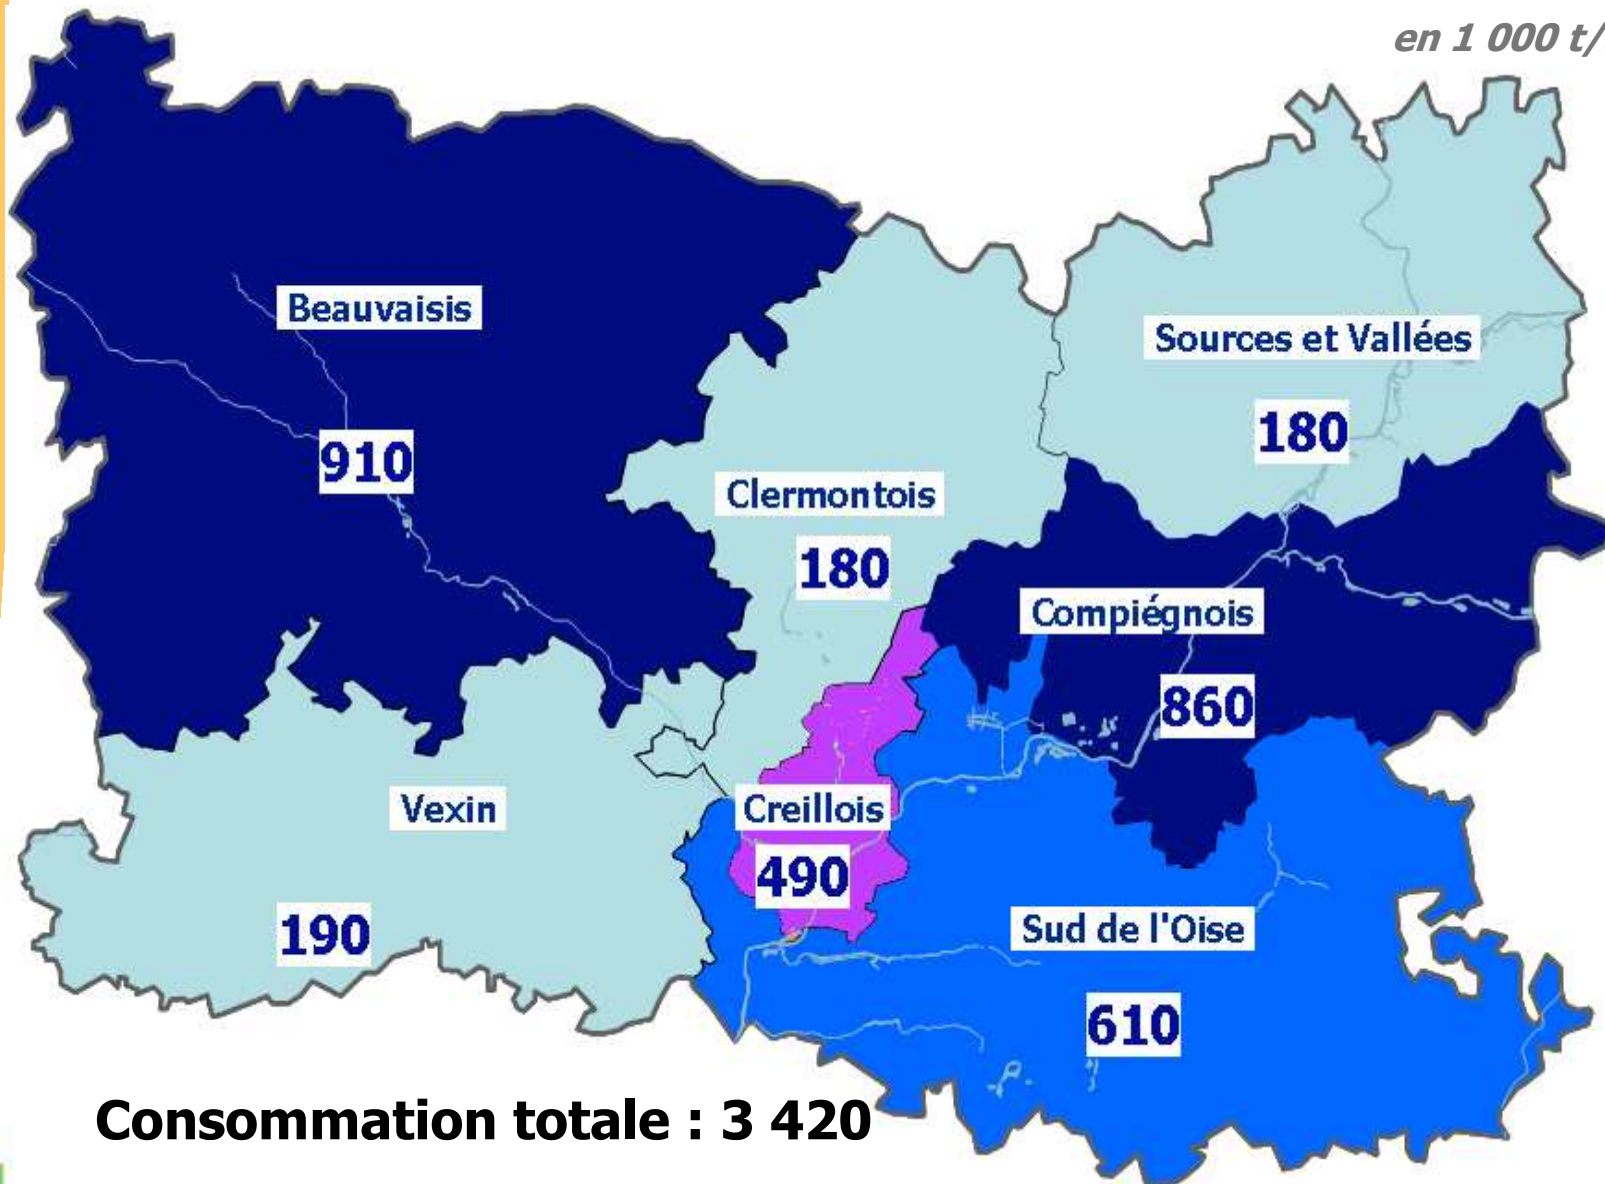 en 1 000 t/
Beauvaisis
910
Sources et Vallées
180
Clermontois
180
Compiégnois
860
Vexin
190
Creillois
490
Sud de l'Oise
610
Consommation totale : 3 420